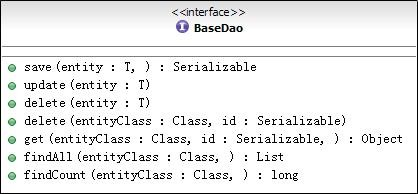 <<interface>>
BaseDao
save(entity : T, ) : Serializable
update(entity : T)
delete(entity : T)
delete(entityClass : Class, id : Serializable)
get(entityClass : Class, id : Serializable, ) : Object
findAll(entityClass : Class, ) : List
findCount(entityClass : Class, ) : long